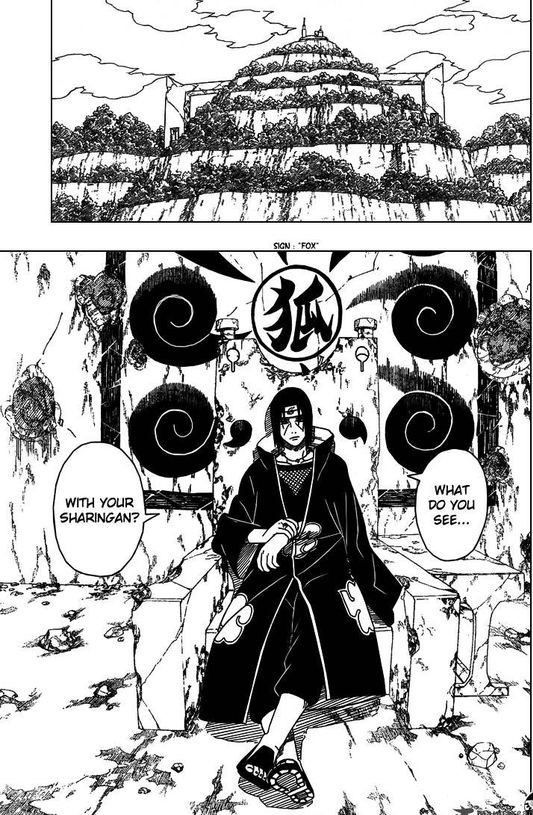 SIGN : "FOX"
狐
WHAT
DO YOU
SEE...
WITH YOUR
SHARINGAN?